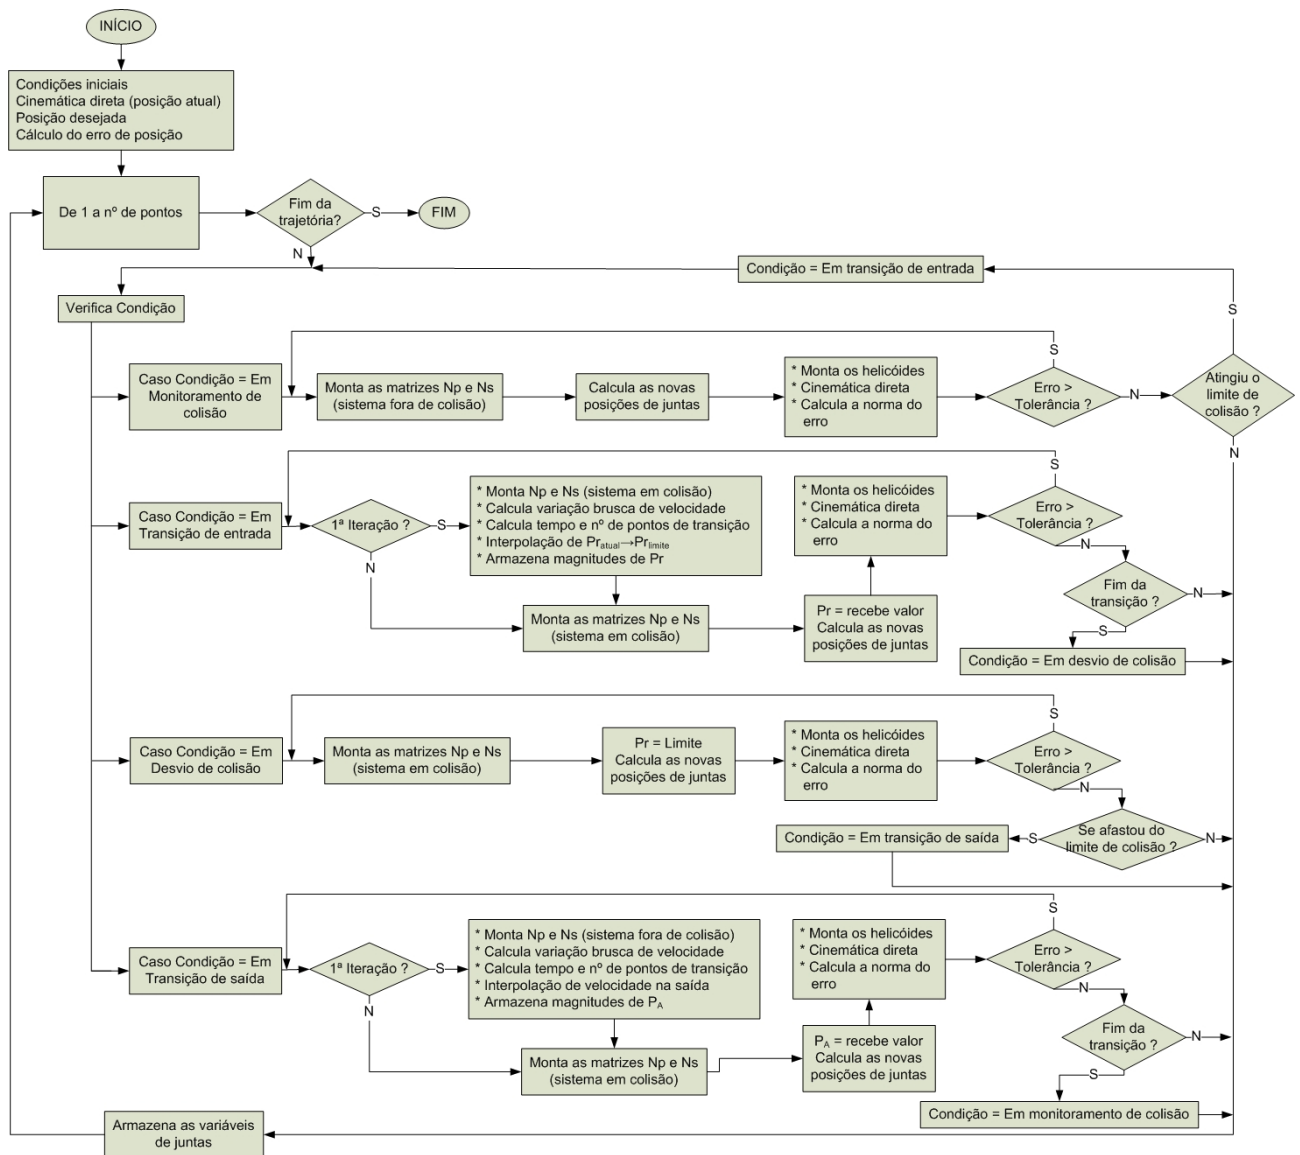 INÍCIO
Condições iniciais
Cinemática direta (posição atual)
Posição desejada
Cálculo do erro de posição
De 1 a nº de pontos
Fim da
trajetória?
S
FIM
N
Condição = Em transição de entrada
Verifica Condição
S
S
Caso Condição = Em
Monitoramento de
colisão
Monta as matrizes Np e Ns
(sistema fora de colisão)
Calcula as novas
posições de juntas
* Monta os helicóides
* Cinemática direta
* Calcula a norma do
erro
Erro >
Tolerância ?
N
Atingiu o
limite de
colisão ?
N
S
Caso Condição = Em
Transição de entrada
1ª Iteração ?
S
N
* Monta Np e Ns (sistema em colisão)
* Calcula variação brusca de velocidade
* Calcula tempo e nº de pontos de transição
* Interpolação de Pratual→Prlimite
* Armazena magnitudes de Pr
Monta as matrizes Np e Ns
(sistema em colisão)
Pr = recebe valor
Calcula as novas
posições de juntas
* Monta os helicóides
* Cinemática direta
* Calcula a norma do
erro
Erro >
Tolerância ?
N
Fim da
transição ?
N
S
Condição = Em desvio de colisão
S
Caso Condição = Em
Desvio de colisão
Monta as matrizes Np e Ns
(sistema em colisão)
Pr = Limite
Calcula as novas
posições de juntas
* Monta os helicóides
* Cinemática direta
* Calcula a norma do
erro
Erro >
Tolerância ?
N
Se afastou do
limite de colisão ?
N
S
Condição = Em transição de saída
S
Caso Condição = Em
Transição de saída
1ª Iteração ?
S
N
* Monta Np e Ns (sistema fora de colisão)
* Calcula variação brusca de velocidade
* Calcula tempo e nº de pontos de transição
* Interpolação de velocidade na saída
* Armazena magnitudes de PA
Monta as matrizes Np e Ns
(sistema em colisão)
PA = recebe valor
Calcula as novas
posições de juntas
* Monta os helicóides
* Cinemática direta
* Calcula a norma do
erro
Erro >
Tolerância ?
N
Fim da
transição ?
N
S
Condição = Em monitoramento de colisão
Armazena as variáveis
de juntas